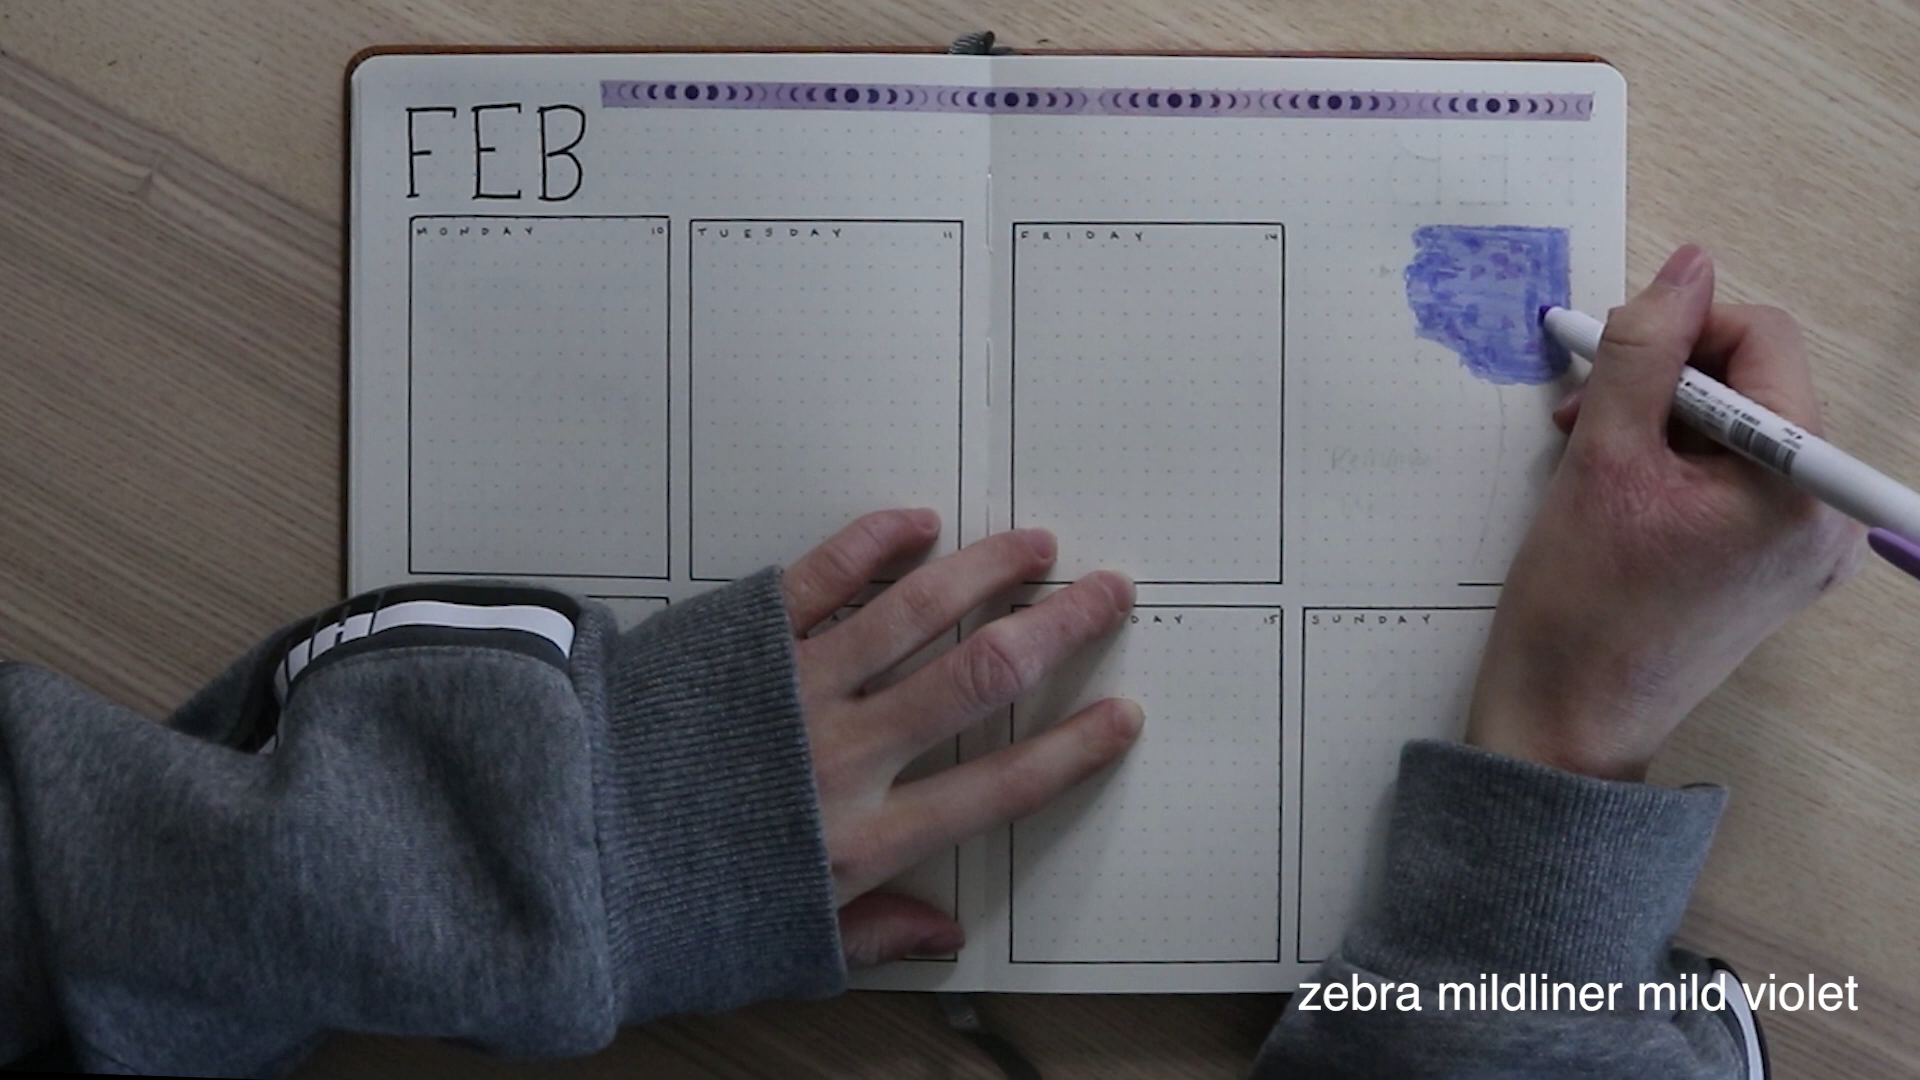 FEB
MONDAY 10
TUESDAY 11
FRIDAY 14
DAY 15
SUNDAY
zebra mildliner mild violet